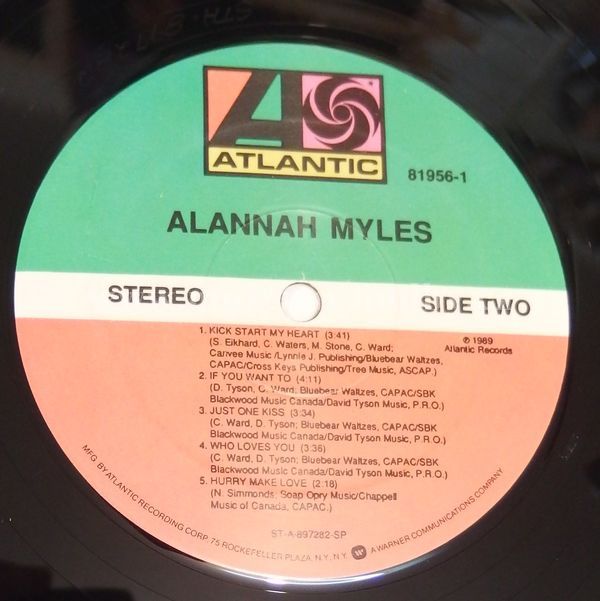 ATLANTIC
81956-1
ALANNAH MYLES
STEREO
SIDE TWO
℗ 1989
Atlantic Records
1. KICK START MY HEART (3:41)
(S. Eikhard, C. Waters, M. Stone, C. Ward;
Canvee Music/Lynnie J. Publishing/Bluebear Waltzes,
CAPAC/Cross Keys Publishing/Tree Music, ASCAP.)
2. IF YOU WANT TO (4:11)
(D. Tyson, C. Ward, Bluebear Waltzes, CAPAC/SBK
Blackwood Music Canada/David Tyson Music, P.R.O.)
3. JUST ONE KISS (3:34)
(C. Ward, D. Tyson; Bluebear Waltzes, CAPAC/SBK
Blackwood Music Canada/David Tyson Music, P.R.O.)
4. WHO LOVES YOU (3:36)
(C. Ward, D. Tyson; Bluebear Waltzes, CAPAC/SBK
Blackwood Music Canada/David Tyson Music, P.R.O.)
5. HURRY MAKE LOVE (2:18)
(N. Simmonds; Soap Opry Music/Chappell
Music of Canada, CAPAC.)
ST-A-897282-SP
MFG. BY ATLANTIC RECORDING CORP. 75 ROCKEFELLER PLAZA, N.Y., N.Y. A WARNER COMMUNICATIONS COMPANY